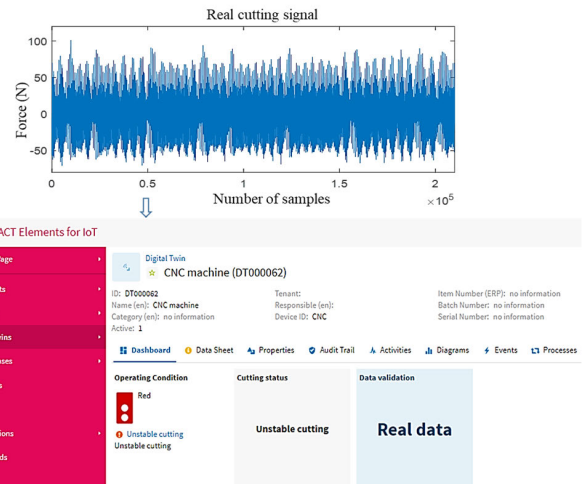 Real cutting signal
100
50
0
-50
Force (N)
0 0.5 1 1.5 2
Number of samples
× 10⁵
ACT Elements for IoT
Digital Twin
CNC machine (DT000062)
ID: DT000062 Tenant: Item Number (ERP): no information
Name (en): CNC machine Responsible (en): Batch Number: no information
Category (en): no information Device ID: CNC Serial Number: no information
Active: 1
Dashboard Data Sheet Properties Audit Trail Activities Diagrams Events Processes
Operating Condition Cutting status Data validation
Red
Unstable cutting
Unstable cutting
Unstable cutting
Real data